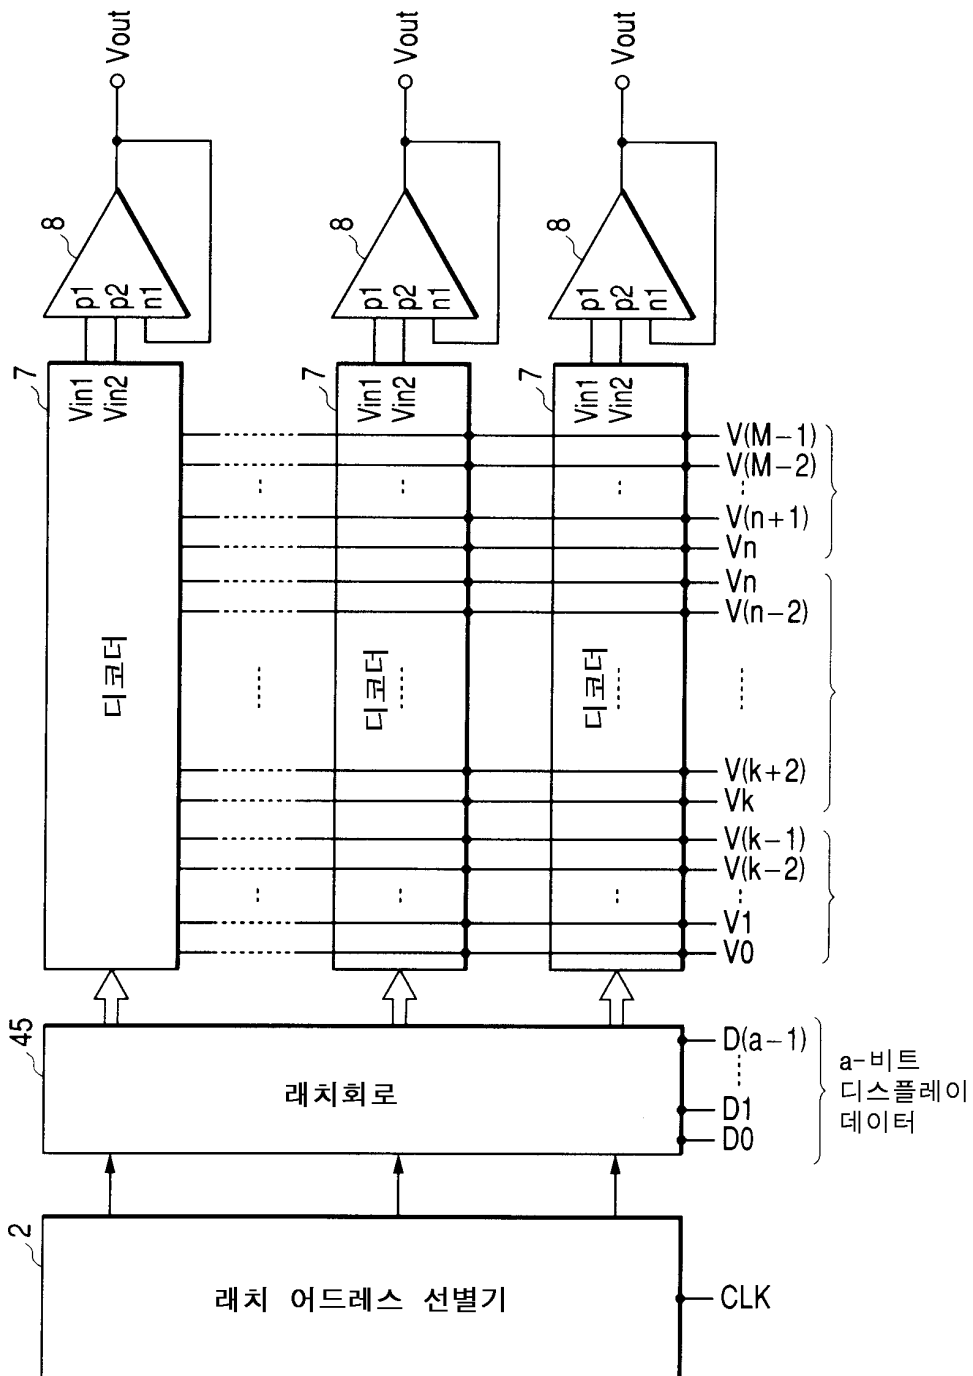 Vout
Vout
Vout
8
8
8
p1
p2
n1
p1
p2
n1
p1
p2
n1
7
7
7
Vin1
Vin2
Vin1
Vin2
Vin1
Vin2
디코더
디코더
디코더
V(M-1)
V(M-2)
V(n+1)
Vn
Vn
V(n-2)
V(k+2)
Vk
V(k-1)
V(k-2)
V1
V0
45
래치회로
D(a-1)
D1
D0
a-비트
디스플레이
데이터
2
래치 어드레스 선별기
CLK